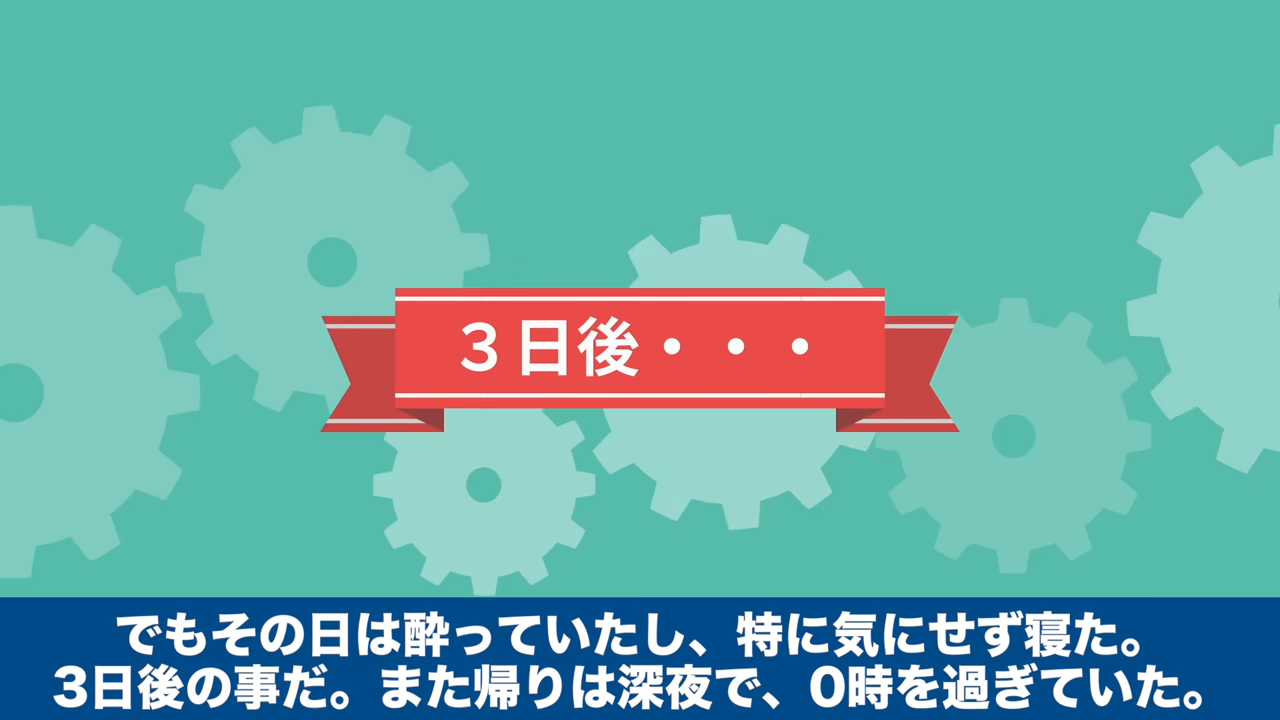 ３日後・・・
でもその日は酔っていたし、特に気にせず寝た。
3日後の事だ。また帰りは深夜で、0時を過ぎていた。